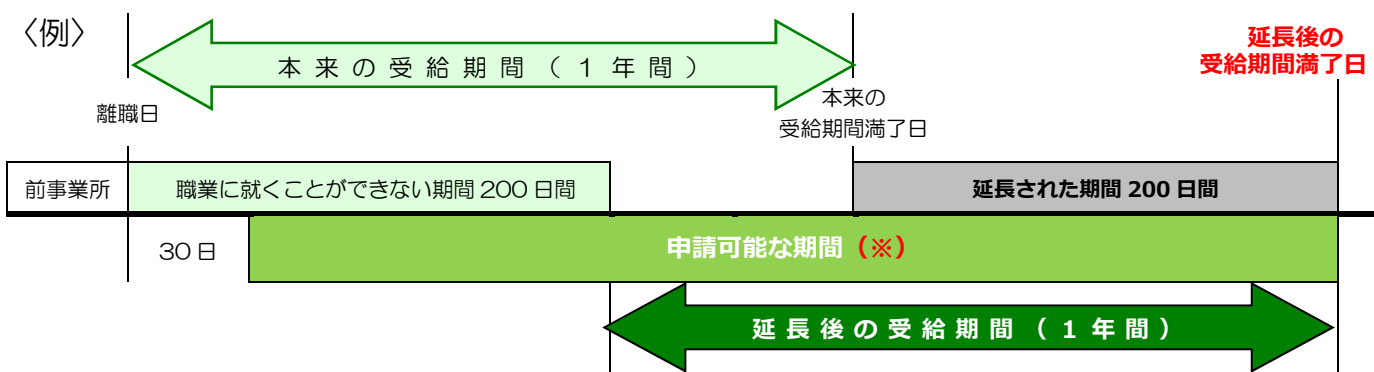 〈例〉
本来の受給期間（１年間）
延長後の
受給期間満了日
離職日
本来の
受給期間満了日
前事業所
職業に就くことができない期間 200 日間
延長された期間 200 日間
30 日
申請可能な期間（※）
延長後の受給期間（１年間）